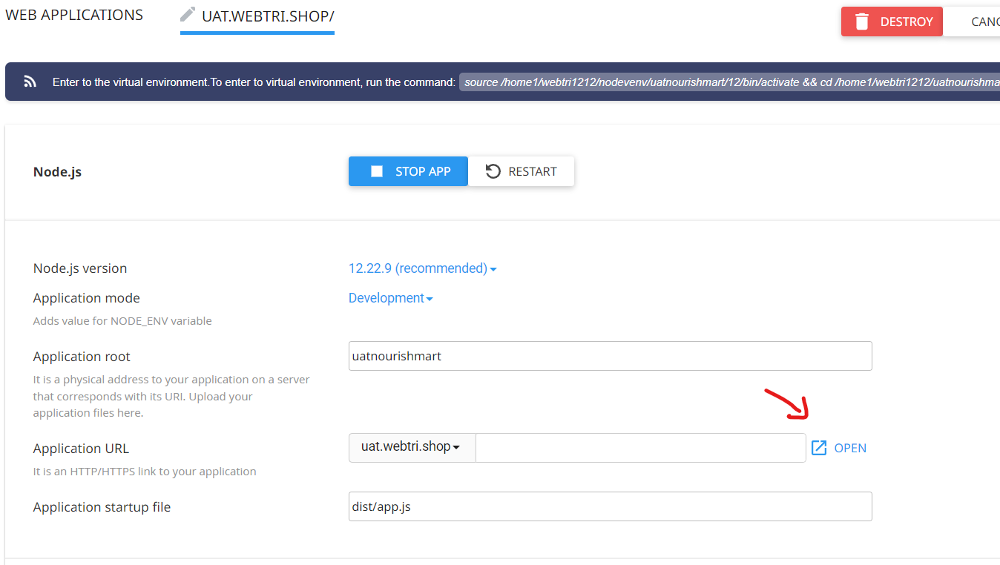 WEB APPLICATIONS
UAT.WEBTRI.SHOP/
DESTROY
CANC
Enter to the virtual environment.To enter to virtual environment, run the command: source /home1/webtri1212/nodevenv/uatnourishmart/12/bin/activate && cd /home1/webtri1212/uatnourishma
Node.js
STOP APP
RESTART
Node.js version
12.22.9 (recommended)
Application mode
Development
Adds value for NODE_ENV variable
Application root
uatnourishmart
It is a physical address to your application on a server
that corresponds with its URI. Upload your
application files here.
Application URL
uat.webtri.shop
OPEN
It is an HTTP/HTTPS link to your application
Application startup file
dist/app.js